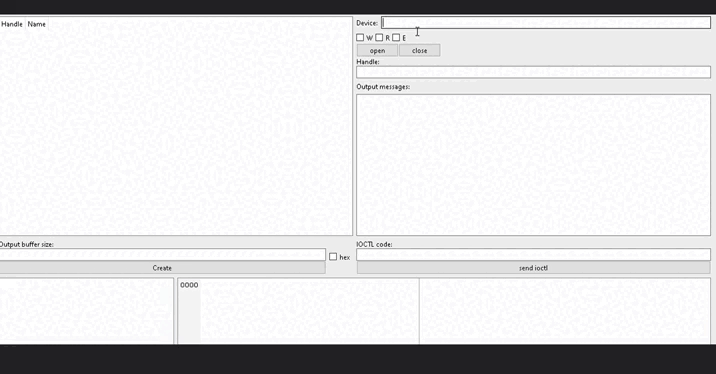 Handle Name
Device:
W R E
open close
Handle:
Output messages:
Output buffer size:
hex
IOCTL code:
Create
send ioctl
0000